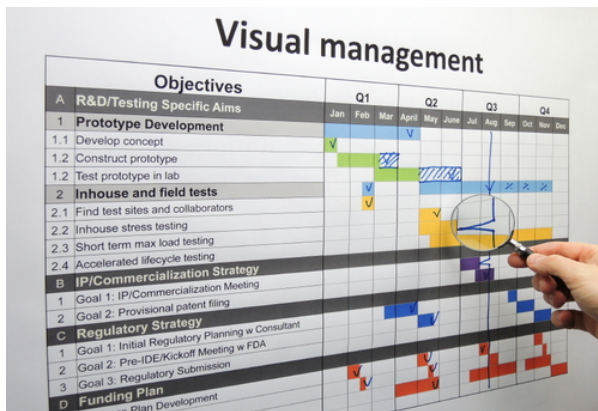 Visual management
Objectives
Q1 Q2 Q3 Q4
A R&D/Testing Specific Aims Jan Feb Mar April May June Jul Aug Sep Oct Nov Dec
1 Prototype Development
1.1 Develop concept
1.2 Construct prototype
1.2 Test prototype in lab
2 Inhouse and field tests
2.1 Find test sites and collaborators
2.2 Inhouse stress testing
2.3 Short term max load testing
2.4 Accelerated lifecycle testing
B IP/Commercialization Strategy
1 Goal 1: IP/Commercialization Meeting
2 Goal 2: Provisional patent filing
C Regulatory Strategy
1 Goal 1: Initial Regulatory Planning w Consultant
2 Goal 2: Pre-IDE/Kickoff Meeting w FDA
3 Goal 3: Regulatory Submission
D Funding Plan
Plan Development